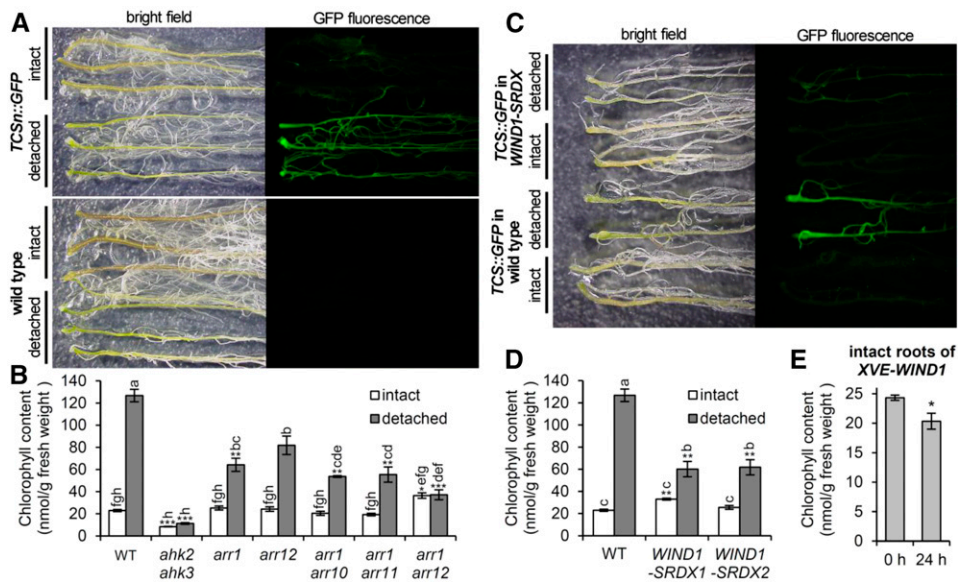 A
bright field
GFP fluorescence
TCSn::GFP
intact
detached
wild type
intact
detached
B
Chlorophyll content
(nmol/g fresh weight)
140
120
100
80
60
40
20
0
intact
detached
fgh
a
***h
***h
fgh
**bc
fgh
b
fgh
**cde
fgh
**cd
*efg
***def
WT
ahk2
ahk3
arr1
arr12
arr1
arr10
arr1
arr11
arr1
arr12
C
bright field
GFP fluorescence
TCS::GFP in
WIND1-SRDX
detached
intact
TCS::GFP in
wild type
detached
intact
D
Chlorophyll content
(nmol/g fresh weight)
140
120
100
80
60
40
20
0
intact
detached
c
a
**c
**b
c
**b
WT
WIND1
-SRDX1
WIND1
-SRDX2
E
intact roots of
XVE-WIND1
Chlorophyll content
(nmol/g fresh weight)
25
20
15
10
5
0
*
0 h
24 h